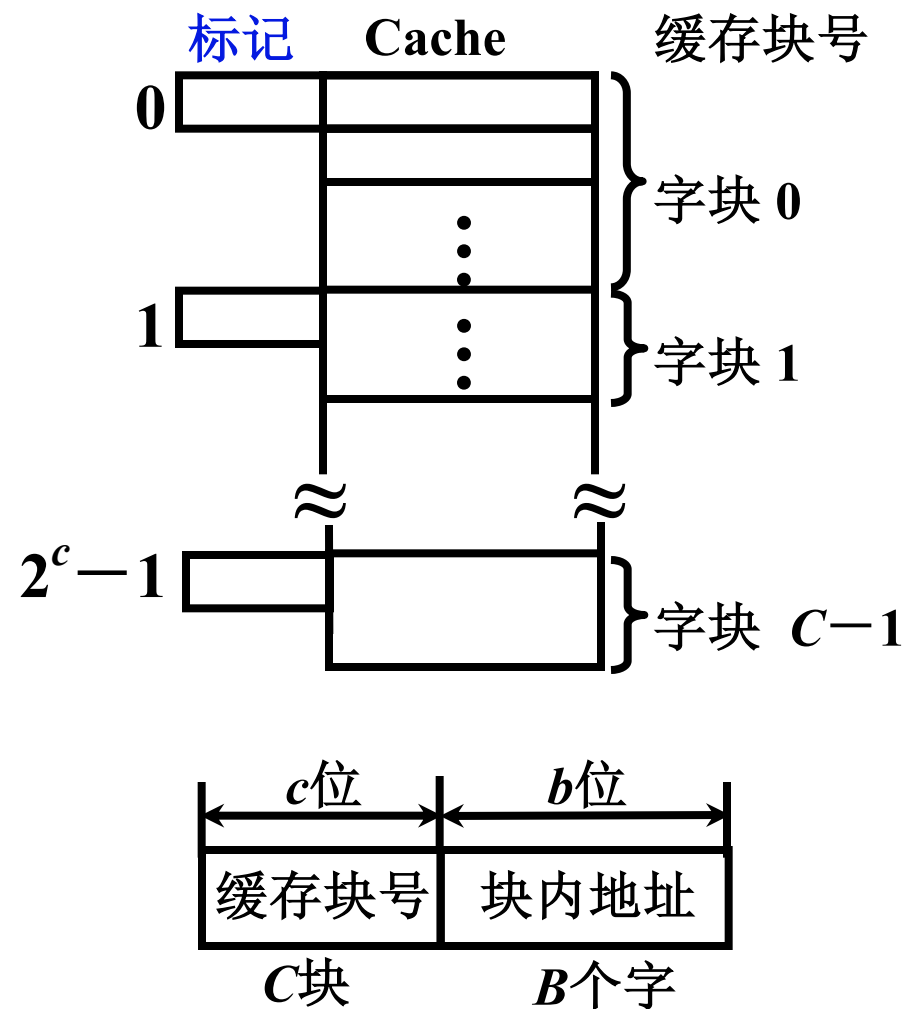 标记 Cache 缓存块号
0
字块 0
1
字块 1
2^c－1
字块 C－1
c位 b位
缓存块号 块内地址
C块 B个字